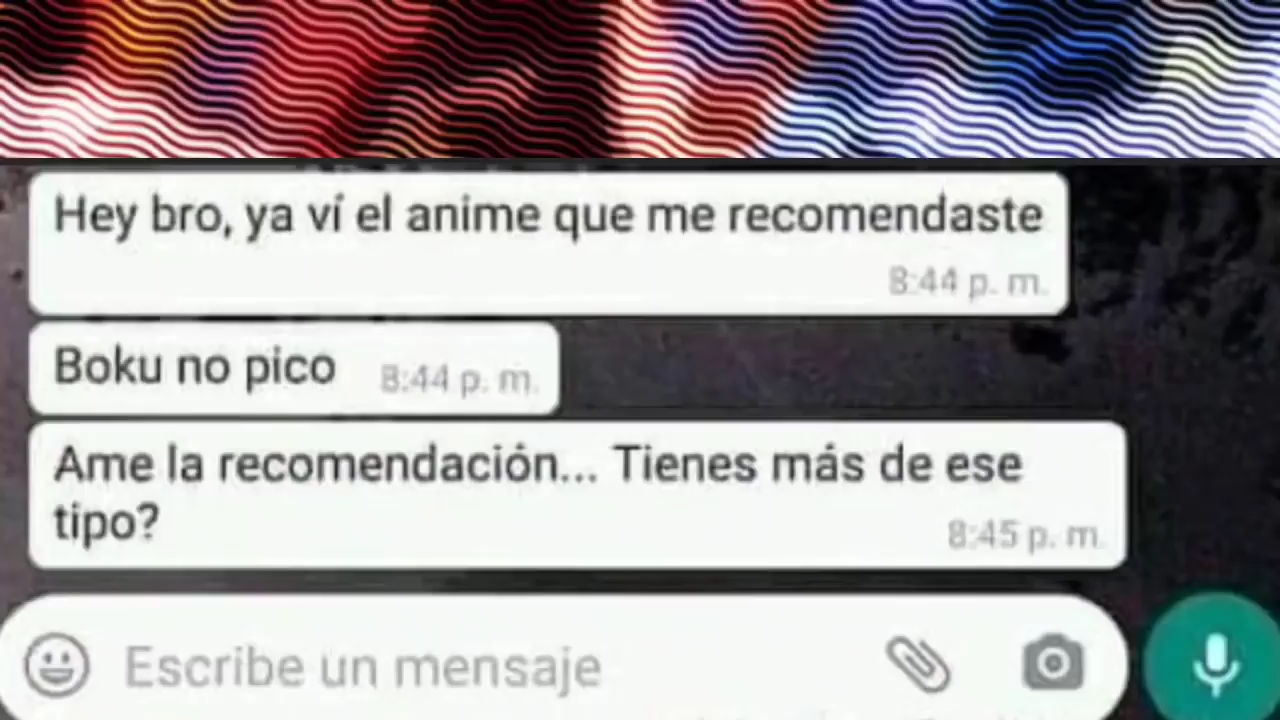 Hey bro, ya ví el anime que me recomendaste
8:44 p. m.
Boku no pico 8:44 p. m.
Ame la recomendación... Tienes más de ese
tipo?
8:45 p. m.
Escribe un mensaje